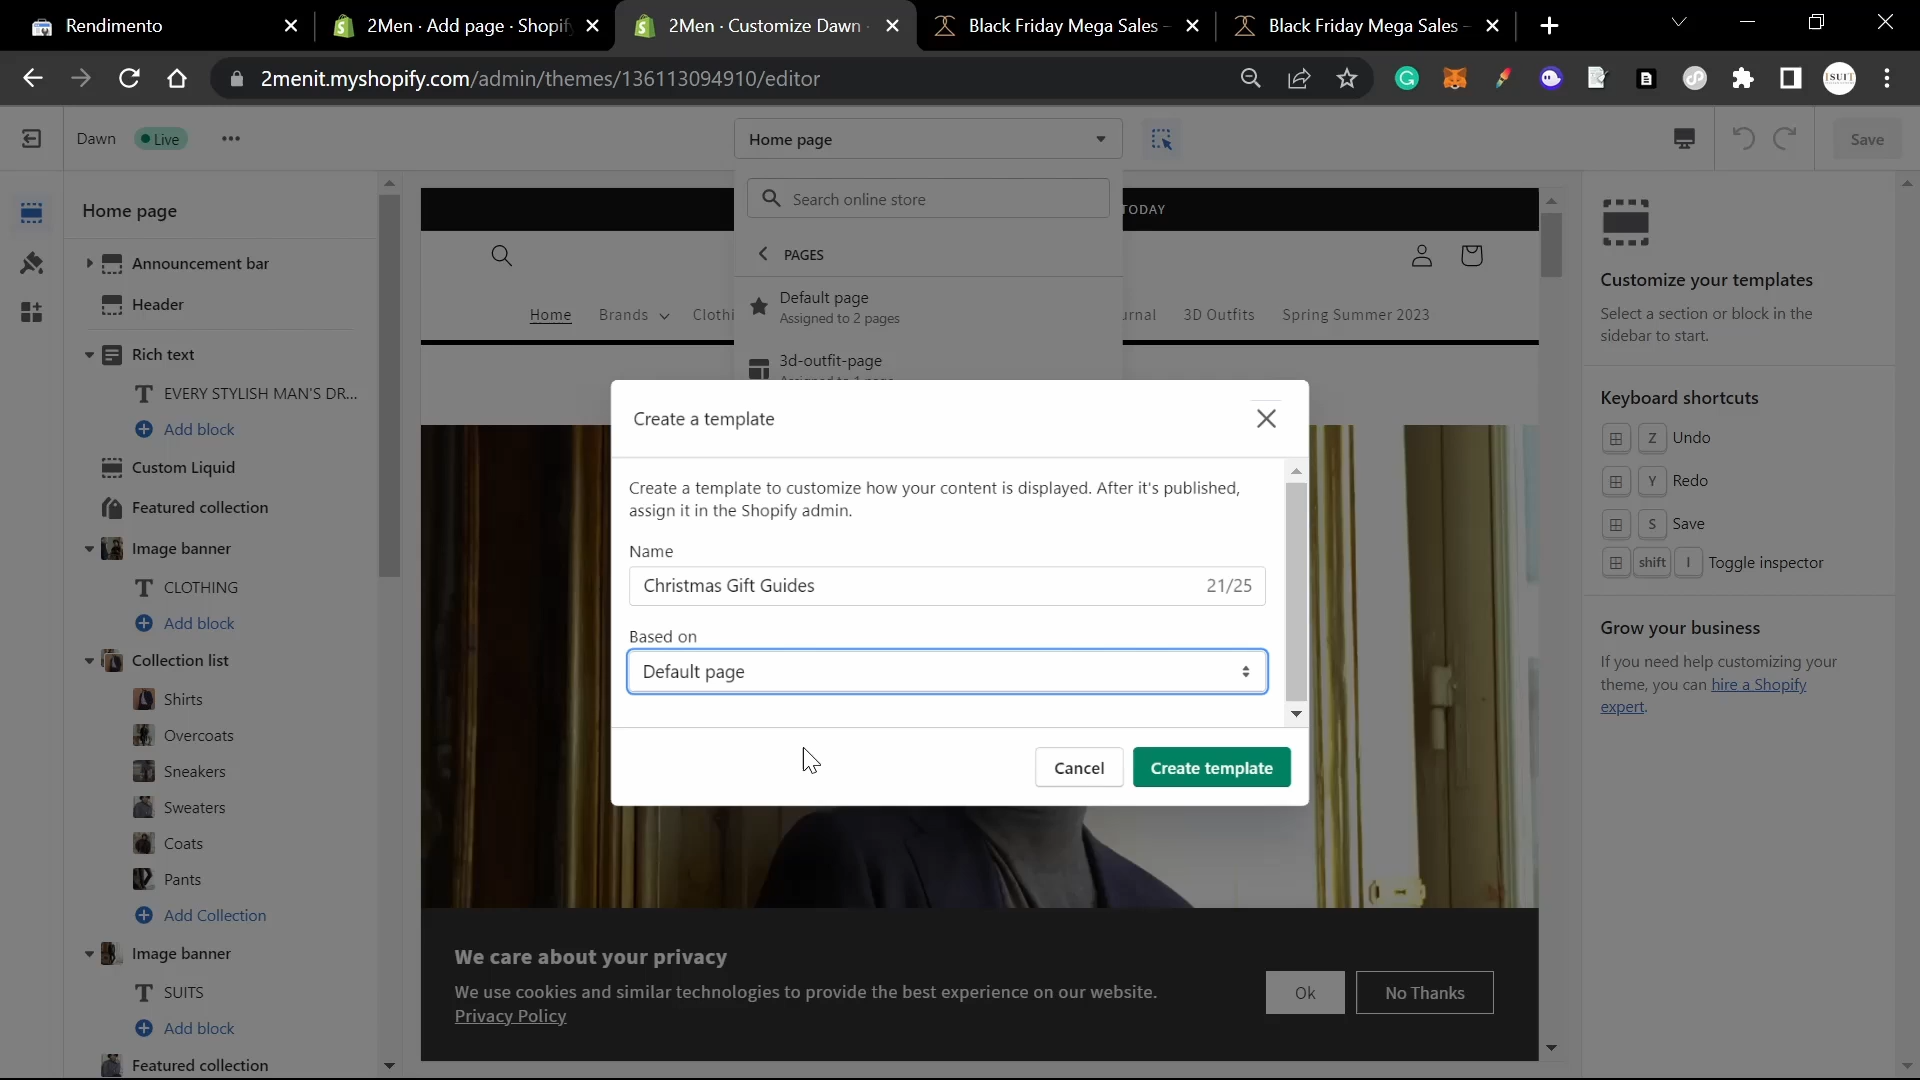 Rendimento
2Men · Add page · Shopif
2Men · Customize Dawn
Black Friday Mega Sales –
Black Friday Mega Sales –
2menit.myshopify.com/admin/themes/136113094910/editor
Dawn
Live
Home page
Save
Home page
Announcement bar
Header
Rich text
EVERY STYLISH MAN'S DR...
Add block
Custom Liquid
Featured collection
Image banner
CLOTHING
Add block
Collection list
Shirts
Overcoats
Sneakers
Sweaters
Coats
Pants
Add Collection
Image banner
SUITS
Add block
Featured collection
Search online store
TODAY
PAGES
Default page
Assigned to 2 pages
3d-outfit-page
Home
Brands
Clothi
urnal
3D Outfits
Spring Summer 2023
Create a template
Create a template to customize how your content is displayed. After it's published,
assign it in the Shopify admin.
Name
Christmas Gift Guides
21/25
Based on
Default page
Cancel
Create template
We care about your privacy
We use cookies and similar technologies to provide the best experience on our website.
Privacy Policy
Ok
No Thanks
Customize your templates
Select a section or block in the
sidebar to start.
Keyboard shortcuts
Z Undo
Y Redo
S Save
shift I Toggle inspector
Grow your business
If you need help customizing your
theme, you can hire a Shopify
expert.